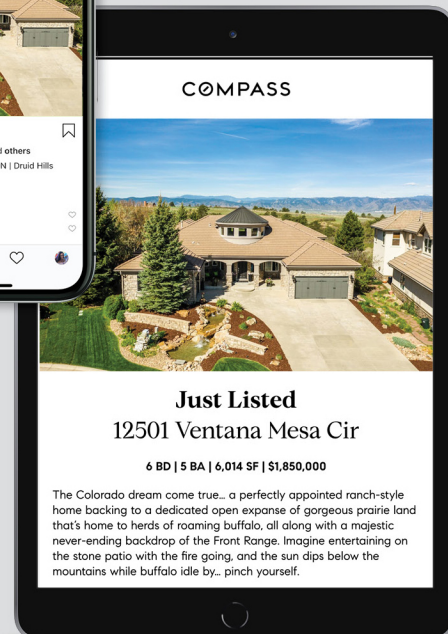 COMPASS
others
N | Druid Hills
Just Listed
12501 Ventana Mesa Cir
6 BD | 5 BA | 6,014 SF | $1,850,000
The Colorado dream come true... a perfectly appointed ranch-style
home backing to a dedicated open expanse of gorgeous prairie land
that's home to herds of roaming buffalo, all along with a majestic
never-ending backdrop of the Front Range. Imagine entertaining on
the stone patio with the fire going, and the sun dips below the
mountains while buffalo idle by... pinch yourself.